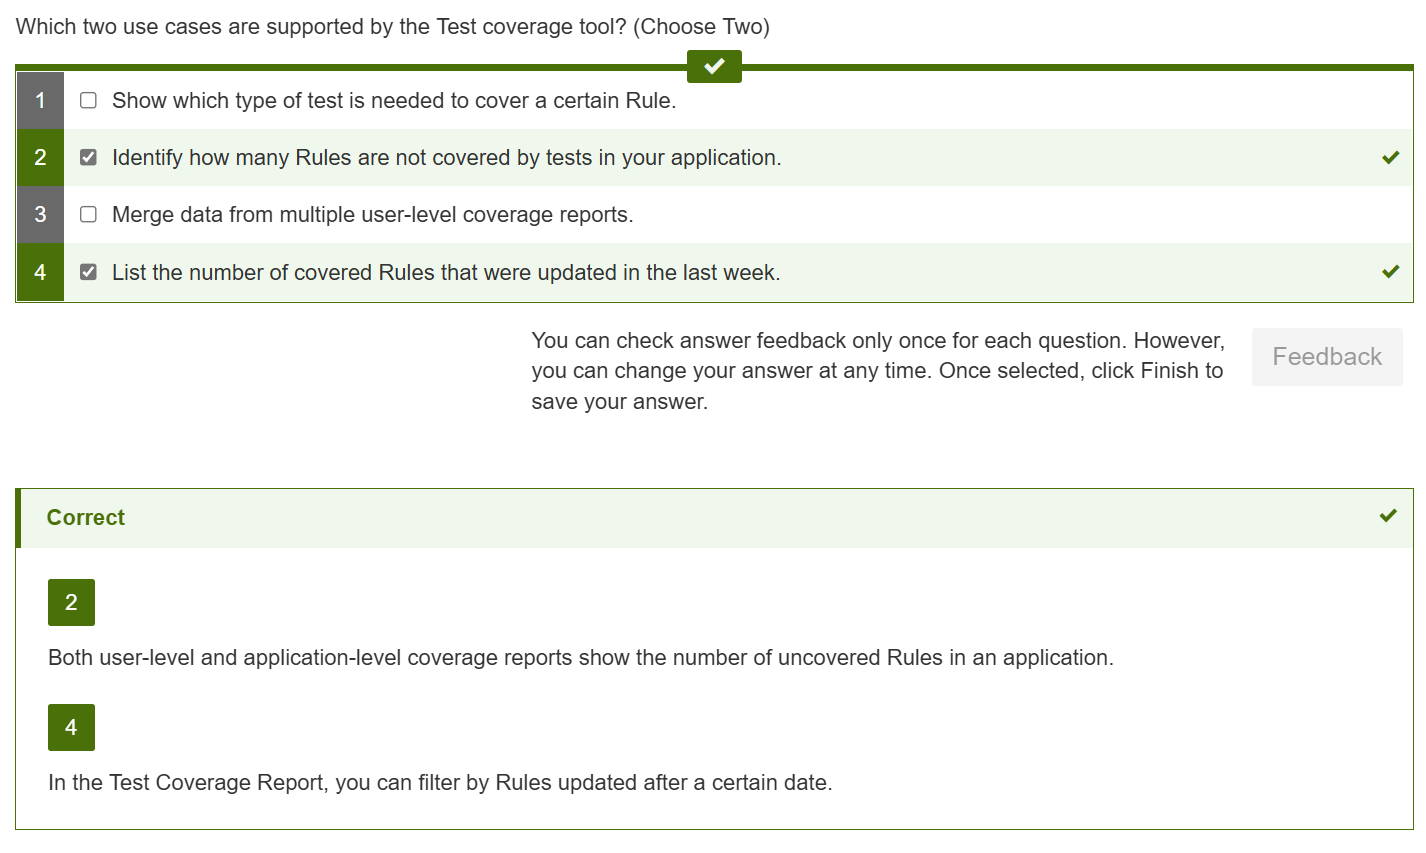 Which two use cases are supported by the Test coverage tool? (Choose Two)
1 Show which type of test is needed to cover a certain Rule.
2 Identify how many Rules are not covered by tests in your application.
3 Merge data from multiple user-level coverage reports.
4 List the number of covered Rules that were updated in the last week.
You can check answer feedback only once for each question. However,
you can change your answer at any time. Once selected, click Finish to
save your answer.
Feedback
Correct
2
Both user-level and application-level coverage reports show the number of uncovered Rules in an application.
4
In the Test Coverage Report, you can filter by Rules updated after a certain date.